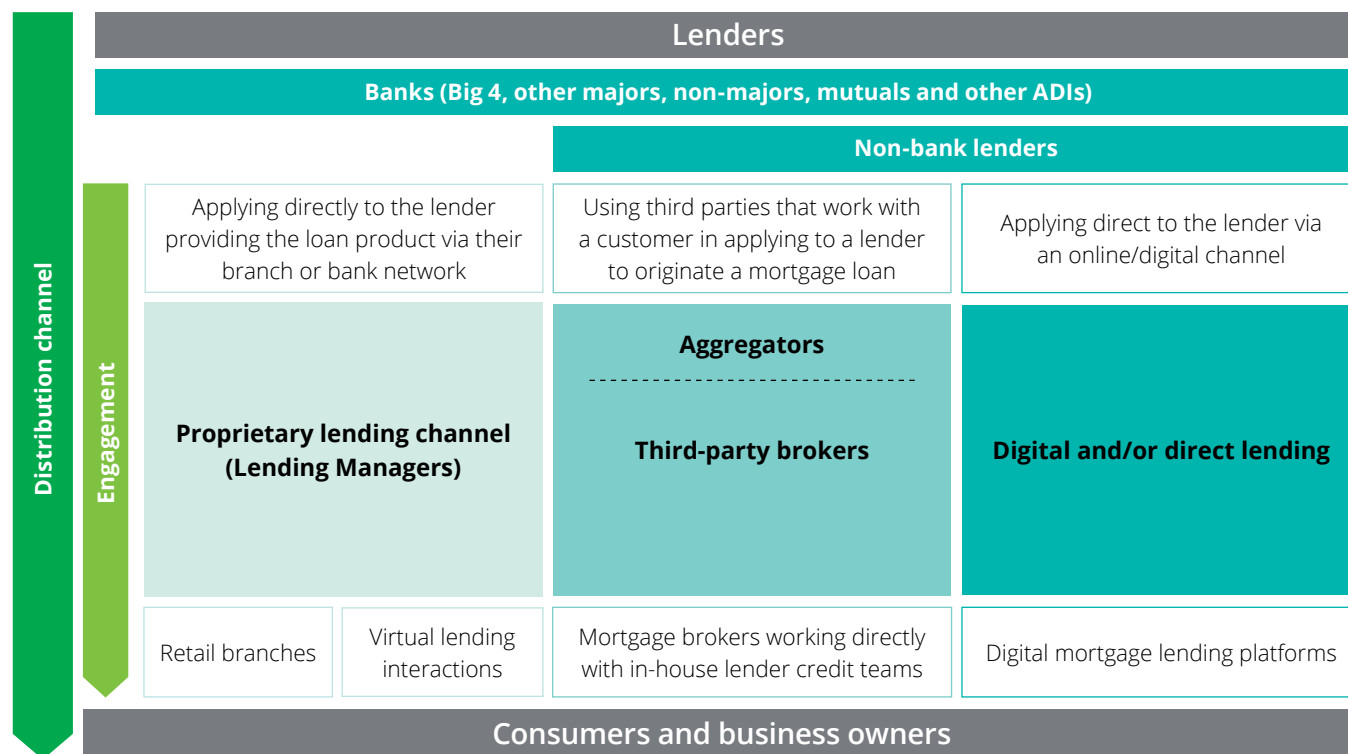 Lenders
Banks (Big 4, other majors, non-majors, mutuals and other ADIs)
Non-bank lenders
Distribution channel
Engagement
Applying directly to the lender
providing the loan product via their
branch or bank network
Using third parties that work with
a customer in applying to a lender
to originate a mortgage loan
Applying direct to the lender via
an online/digital channel
Proprietary lending channel
(Lending Managers)
Aggregators
Third-party brokers
Digital and/or direct lending
Retail branches
Virtual lending
interactions
Mortgage brokers working directly
with in-house lender credit teams
Digital mortgage lending platforms
Consumers and business owners